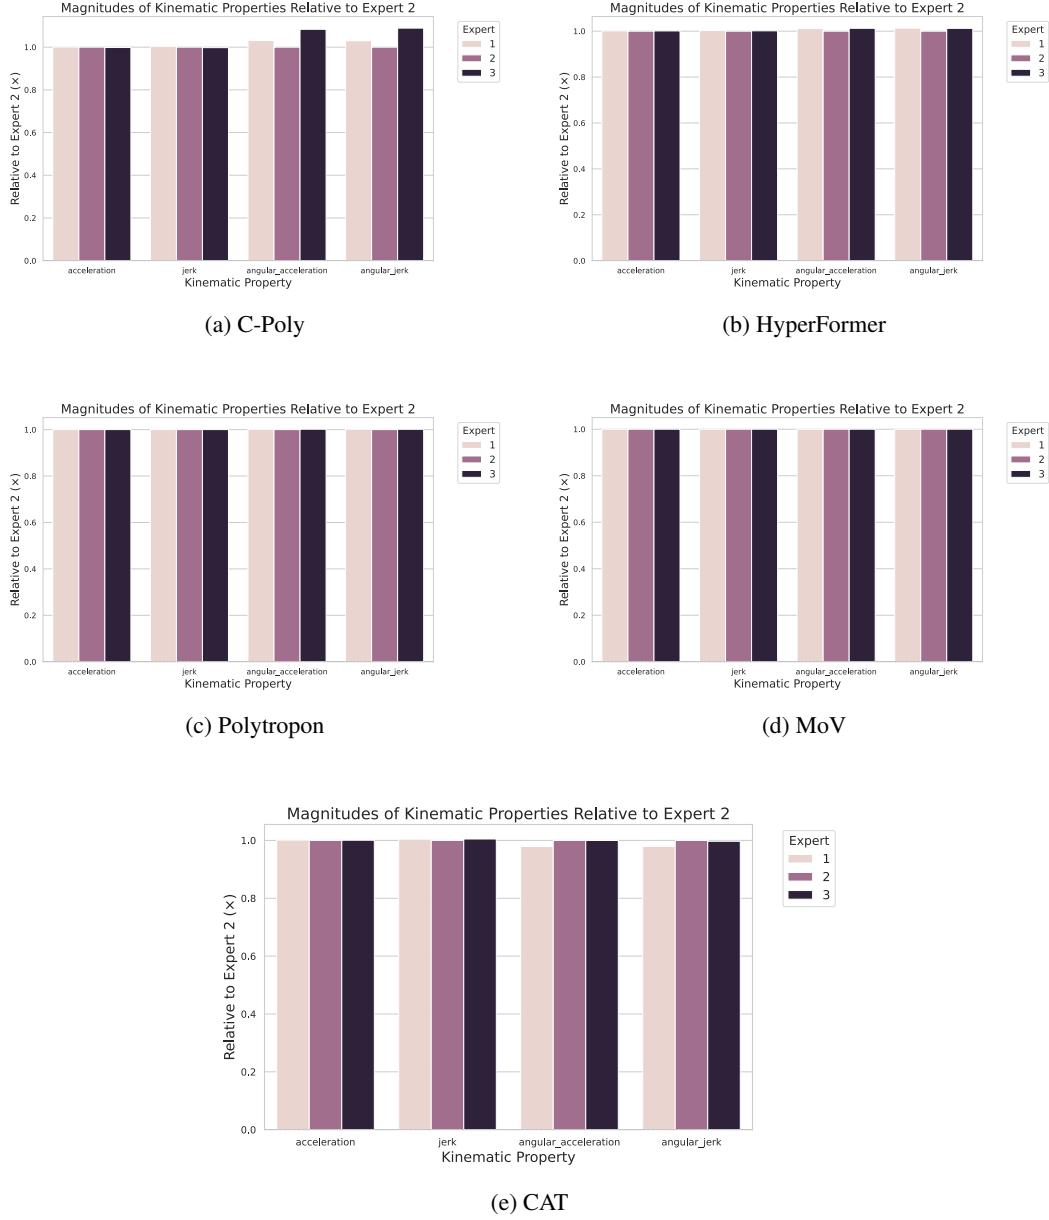 Magnitudes of Kinematic Properties Relative to Expert 2
Relative to Expert 2 (×)
1.0
0.8
0.6
0.4
0.2
0.0
acceleration jerk angular_acceleration angular_jerk
Kinematic Property
Expert
1
2
3
(a) C-Poly
Magnitudes of Kinematic Properties Relative to Expert 2
Relative to Expert 2 (×)
1.0
0.8
0.6
0.4
0.2
0.0
acceleration jerk angular_acceleration angular_jerk
Kinematic Property
Expert
1
2
3
(b) HyperFormer
Magnitudes of Kinematic Properties Relative to Expert 2
Relative to Expert 2 (×)
1.0
0.8
0.6
0.4
0.2
0.0
acceleration jerk angular_acceleration angular_jerk
Kinematic Property
Expert
1
2
3
(c) Polytropon
Magnitudes of Kinematic Properties Relative to Expert 2
Relative to Expert 2 (×)
1.0
0.8
0.6
0.4
0.2
0.0
acceleration jerk angular_acceleration angular_jerk
Kinematic Property
Expert
1
2
3
(d) MoV
Magnitudes of Kinematic Properties Relative to Expert 2
Relative to Expert 2 (×)
1.0
0.8
0.6
0.4
0.2
0.0
acceleration jerk angular_acceleration angular_jerk
Kinematic Property
Expert
1
2
3
(e) CAT